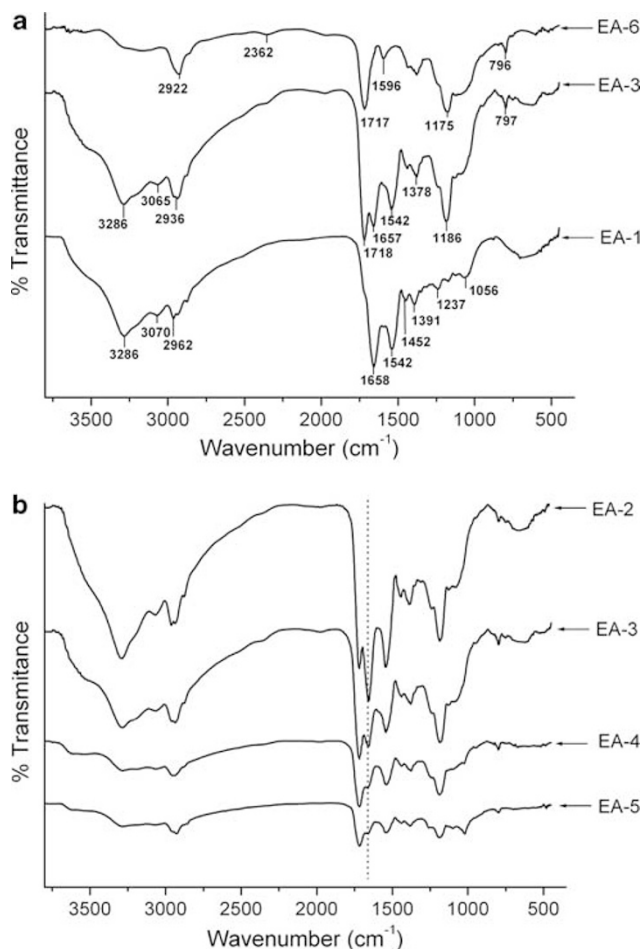 a
EA-6
2362
2922
1596
796
EA-3
1717
1175
797
% Transmittance
3065
1378
3286
2936
1542
1657
1186
1718
EA-1
3070
1056
3286
2962
1237
1391
1452
1542
1658
3500 3000 2500 2000 1500 1000 500
Wavenumber (cm-1)
b
EA-2
EA-3
% Transmittance
EA-4
EA-5
3500 3000 2500 2000 1500 1000 500
Wavenumber (cm-1)